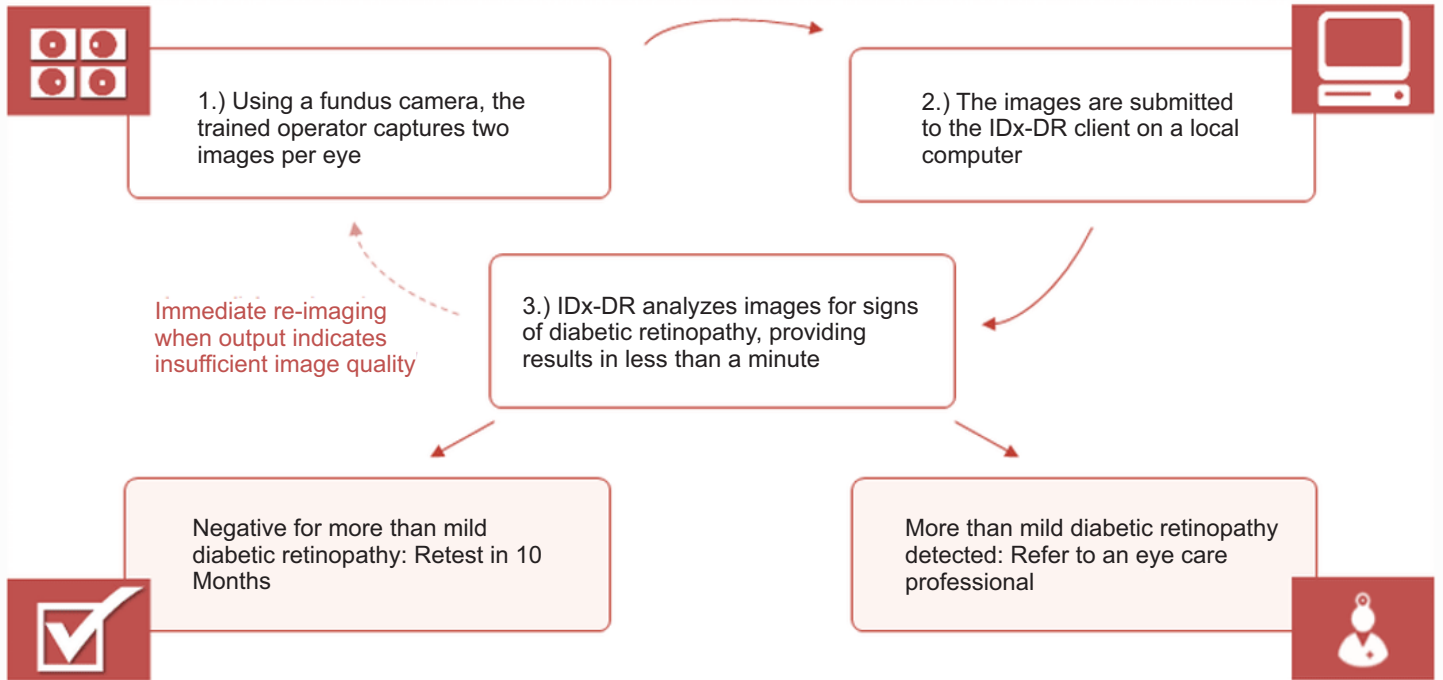 1.) Using a fundus camera, the
trained operator captures two
images per eye
2.) The images are submitted
to the IDx-DR client on a local
computer
Immediate re-imaging
when output indicates
insufficient image quality
3.) IDx-DR analyzes images for signs
of diabetic retinopathy, providing
results in less than a minute
Negative for more than mild
diabetic retinopathy: Retest in 10
Months
More than mild diabetic retinopathy
detected: Refer to an eye care
professional